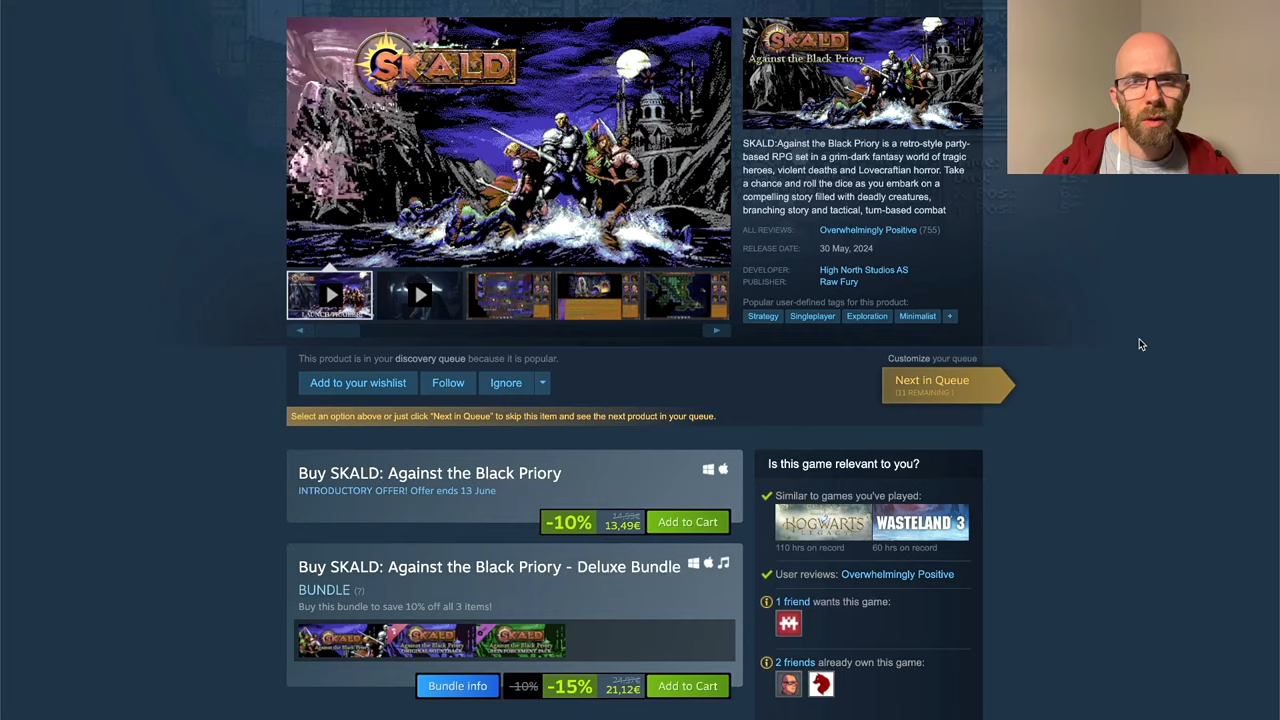 SKALD
SKALD
Against the Black Priory
SKALD:Against the Black Priory is a retro-style party-
based RPG set in a grim-dark fantasy world of tragic
heroes, violent deaths and Lovecraftian horror. Take
a chance and roll the dice as you embark on a
compelling story filled with deadly creatures,
branching story and tactical, turn-based combat
ALL REVIEWS: Overwhelmingly Positive (755)
RELEASE DATE: 30 May, 2024
DEVELOPER: High North Studios AS
PUBLISHER: Raw Fury
Popular user-defined tags for this product:
Strategy Singleplayer Exploration Minimalist +
LAUNCH TRAILER
This product is in your discovery queue because it is popular.
Customize your queue
Add to your wishlist Follow Ignore
Next in Queue
(11 REMAINING )
Select an option above or just click "Next in Queue" to skip this item and see the next product in your queue.
Buy SKALD: Against the Black Priory
INTRODUCTORY OFFER! Offer ends 13 June
-10% 14,99€ 13,49€ Add to Cart
Buy SKALD: Against the Black Priory - Deluxe Bundle
BUNDLE (?)
Buy this bundle to save 10% off all 3 items!
SKALD SKALD SKALD
Bundle info -10% -15% 21,12€ Add to Cart
Is this game relevant to you?
Similar to games you've played:
HOGWARTS LEGACY WASTELAND 3
110 hrs on record 60 hrs on record
User reviews: Overwhelmingly Positive
1 friend wants this game:
2 friends already own this game: